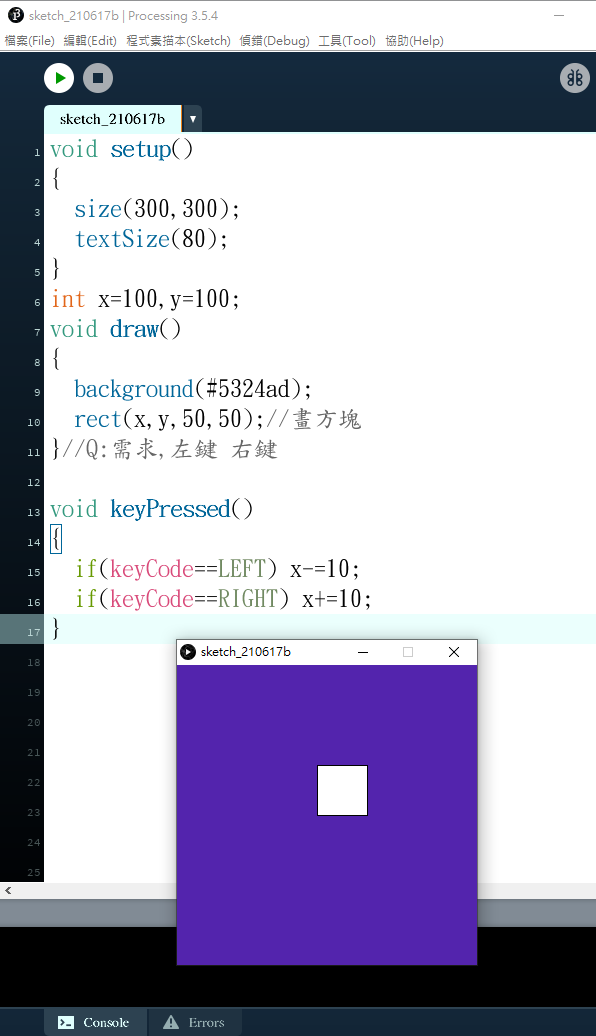 sketch_210617b | Processing 3.5.4
檔案(File) 編輯(Edit) 程式素描本(Sketch) 偵錯(Debug) 工具(Tool) 協助(Help)
sketch_210617b
1 void setup()
2 {
3   size(300,300);
4   textSize(80);
5 }
6 int x=100,y=100;
7 void draw()
8 {
9   background(#5324ad);
10   rect(x,y,50,50);//畫方塊
11 }//Q:需求,左鍵 右鍵
12
13 void keyPressed()
14 {
15   if(keyCode==LEFT) x-=10;
16   if(keyCode==RIGHT) x+=10;
17 }
18
19
20
21
22
23
24
25
sketch_210617b
Console Errors